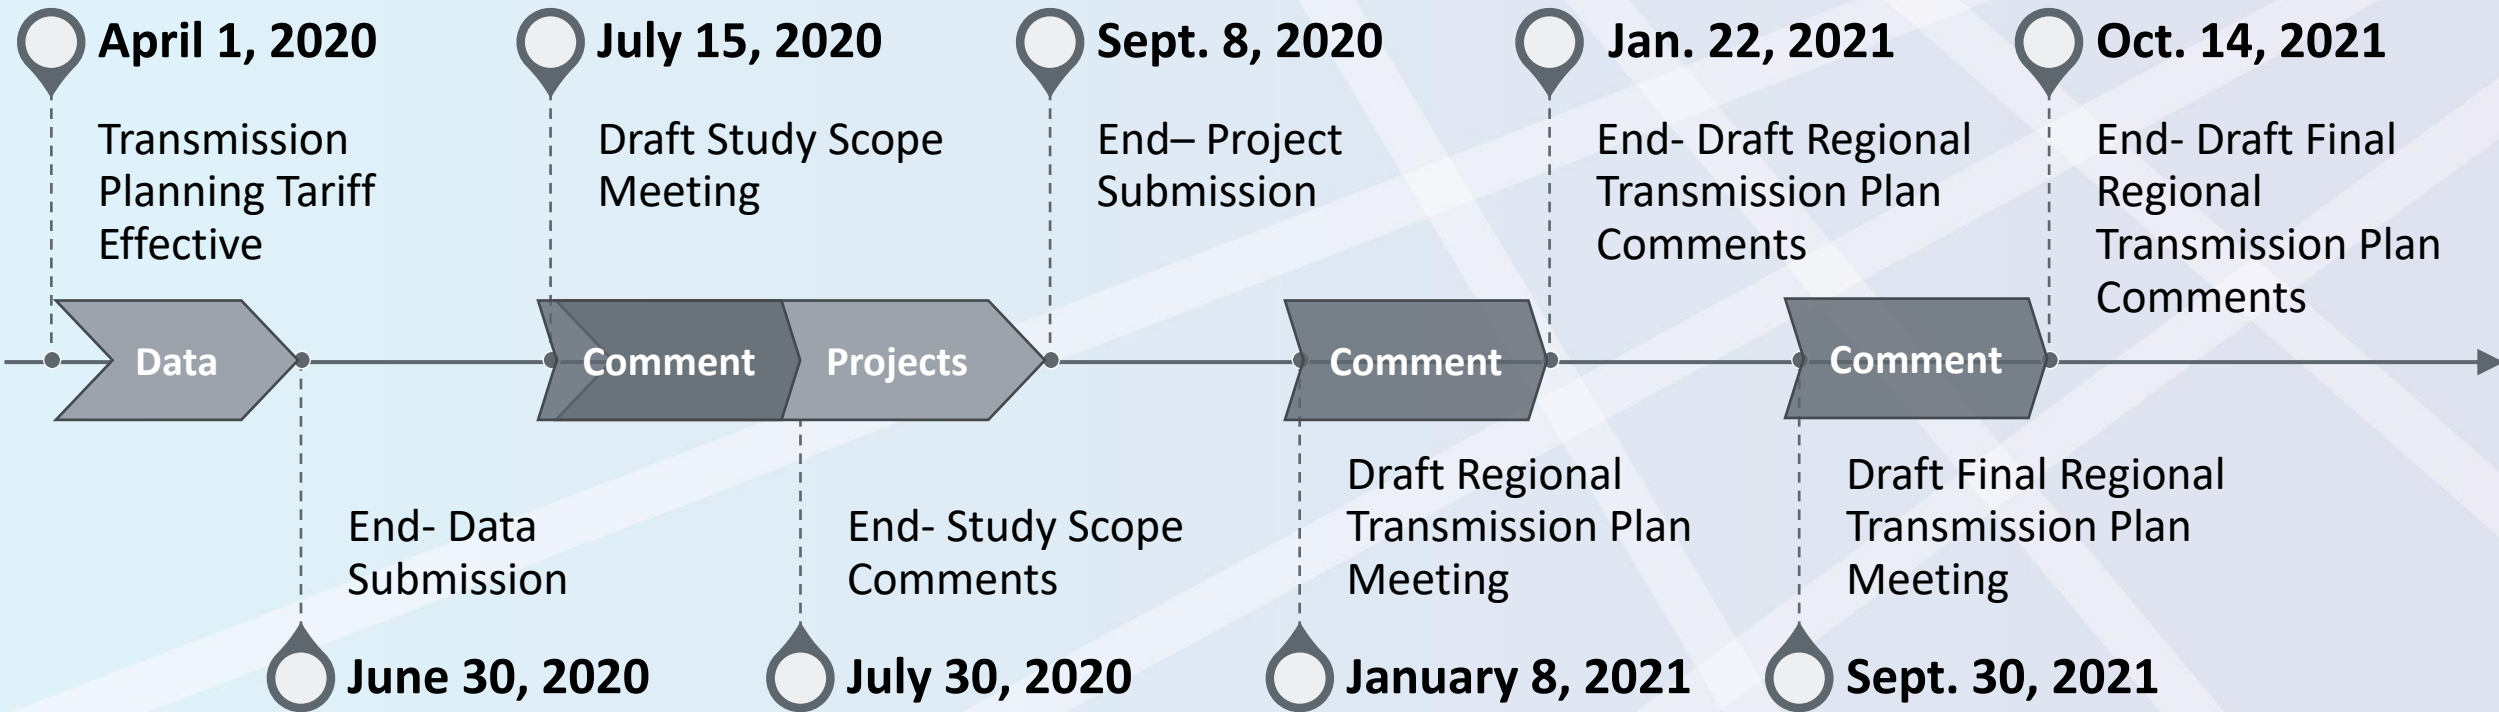 April 1, 2020
Transmission
Planning Tariff
Effective
July 15, 2020
Draft Study Scope
Meeting
Sept. 8, 2020
End– Project
Submission
Jan. 22, 2021
End- Draft Regional
Transmission Plan
Comments
Oct. 14, 2021
End- Draft Final
Regional
Transmission Plan
Comments
Data
Comment
Projects
Comment
Comment
End- Data
Submission
June 30, 2020
End- Study Scope
Comments
July 30, 2020
Draft Regional
Transmission Plan
Meeting
January 8, 2021
Draft Final Regional
Transmission Plan
Meeting
Sept. 30, 2021